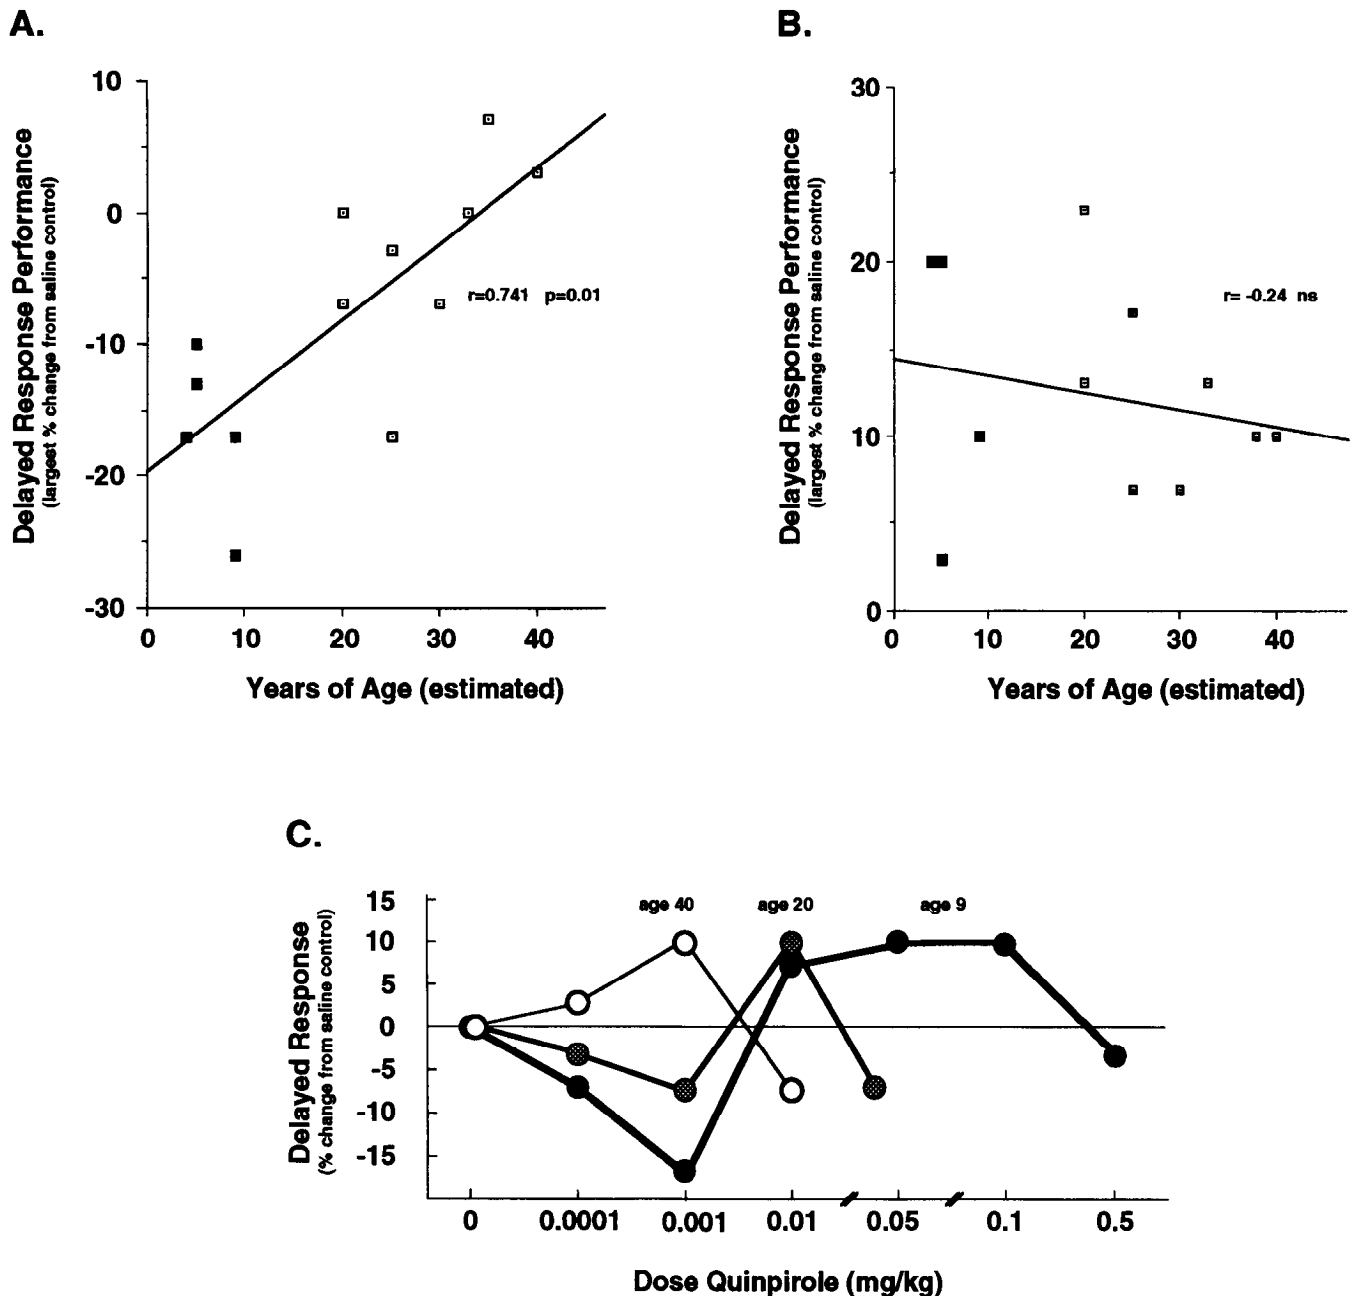 A.
10
0
-10
-20
-30
0 10 20 30 40
Delayed Response Performance
(largest % change from saline control)
r=0.741 p=0.01
Years of Age (estimated)
B.
30
20
10
0
0 10 20 30 40
Delayed Response Performance
(largest % change from saline control)
r= -0.24 ns
Years of Age (estimated)
C.
15
10
5
0
-5
-10
-15
Delayed Response
(% change from saline control)
age 40 age 20 age 9
0 0.0001 0.001 0.01 0.05 0.1 0.5
Dose Quinpirole (mg/kg)